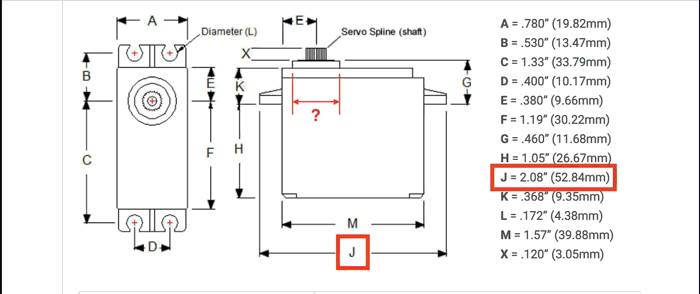 A
Diameter (L)
B
C
D
E
F
X
E
Servo Spline (shaft)
K
G
?
H
M
J
A = .780” (19.82mm)
B = .530” (13.47mm)
C = 1.33” (33.79mm)
D = .400” (10.17mm)
E = .380” (9.66mm)
F = 1.19” (30.22mm)
G = .460” (11.68mm)
H = 1.05” (26.67mm)
J = 2.08” (52.84mm)
K = .368” (9.35mm)
L = .172” (4.38mm)
M = 1.57” (39.88mm)
X = .120” (3.05mm)